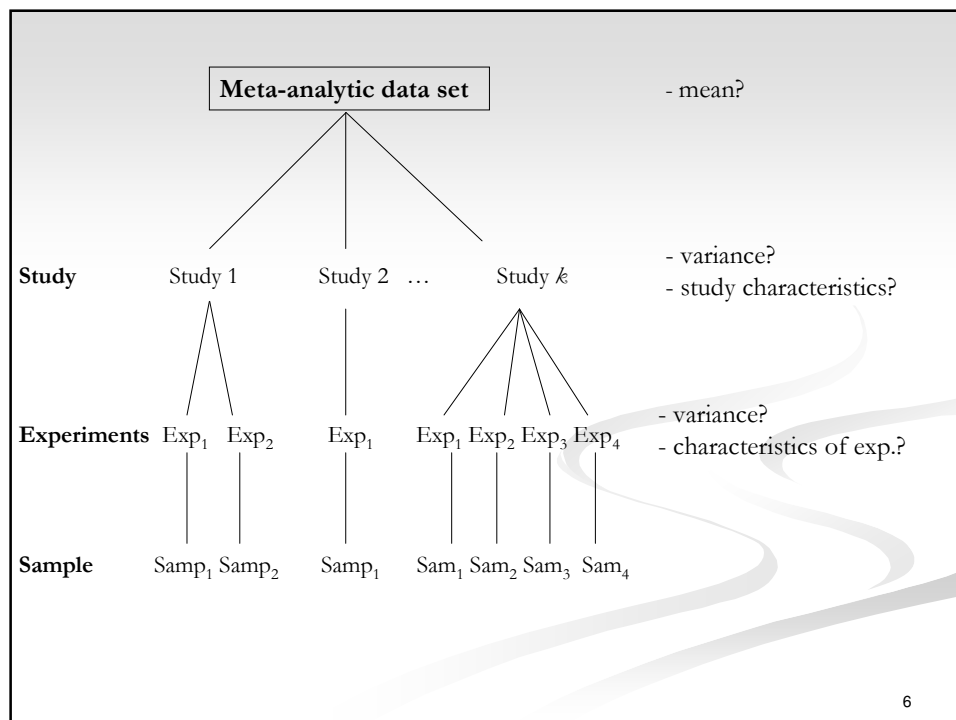 Meta-analytic data set - mean?
- variance?
Study Study 1 Study 2 … Study k
- study characteristics?
- variance?
Experiments Exp₁ Exp₂ Exp₁ Exp₁ Exp₂ Exp₃ Exp₄
- characteristics of exp.?
Sample Samp₁ Samp₂ Samp₁ Sam₁ Sam₂ Sam₃ Sam₄
6